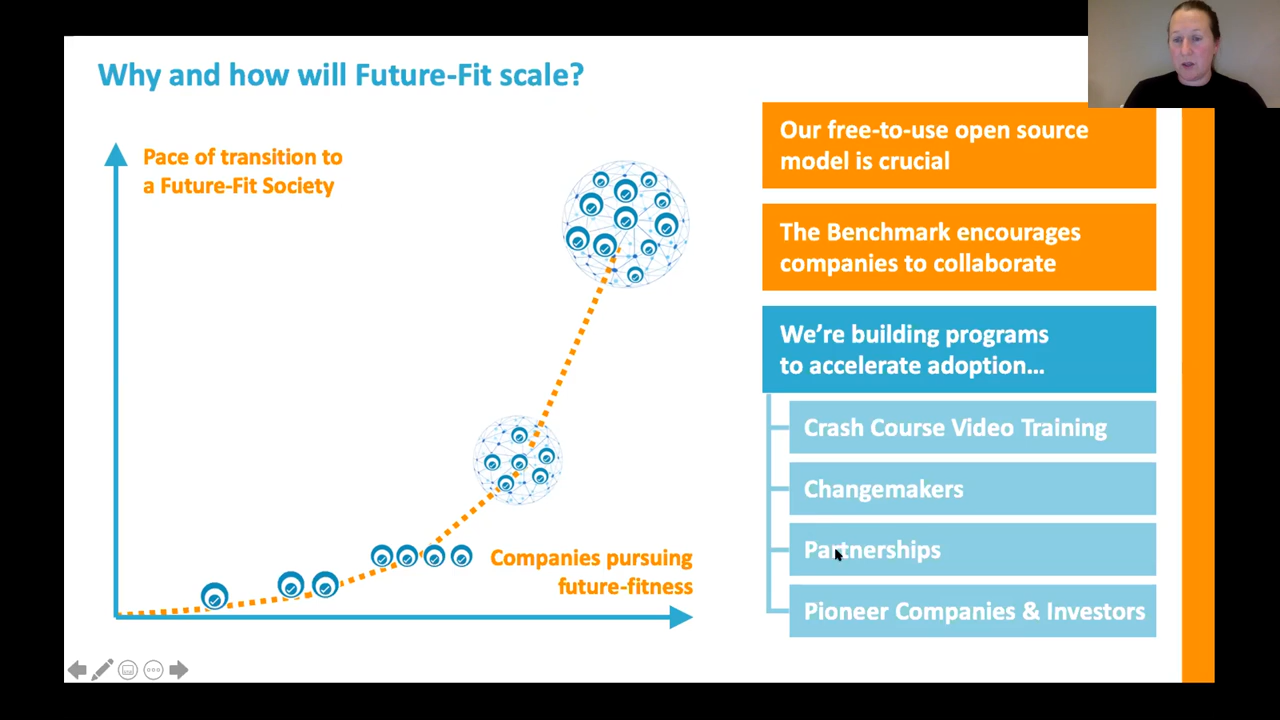 Why and how will Future-Fit scale?
Pace of transition to
a Future-Fit Society
Companies pursuing
future-fitness
Our free-to-use open source
model is crucial
The Benchmark encourages
companies to collaborate
We’re building programs
to accelerate adoption...
Crash Course Video Training
Changemakers
Partnerships
Pioneer Companies & Investors